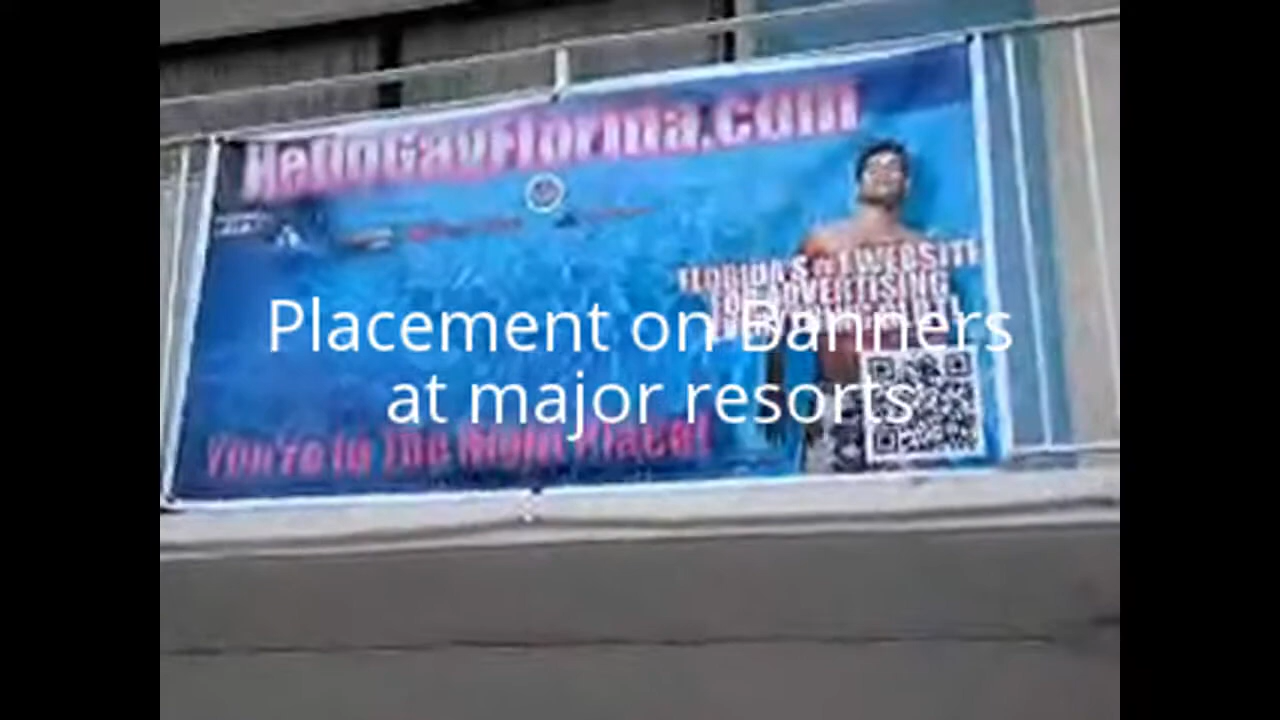 HelloGayFlorida.com
FLORIDA'S #1 WEBSITE
FOR ADVERTISING
Placement on Banners
at major resorts
You're In The Right Place!